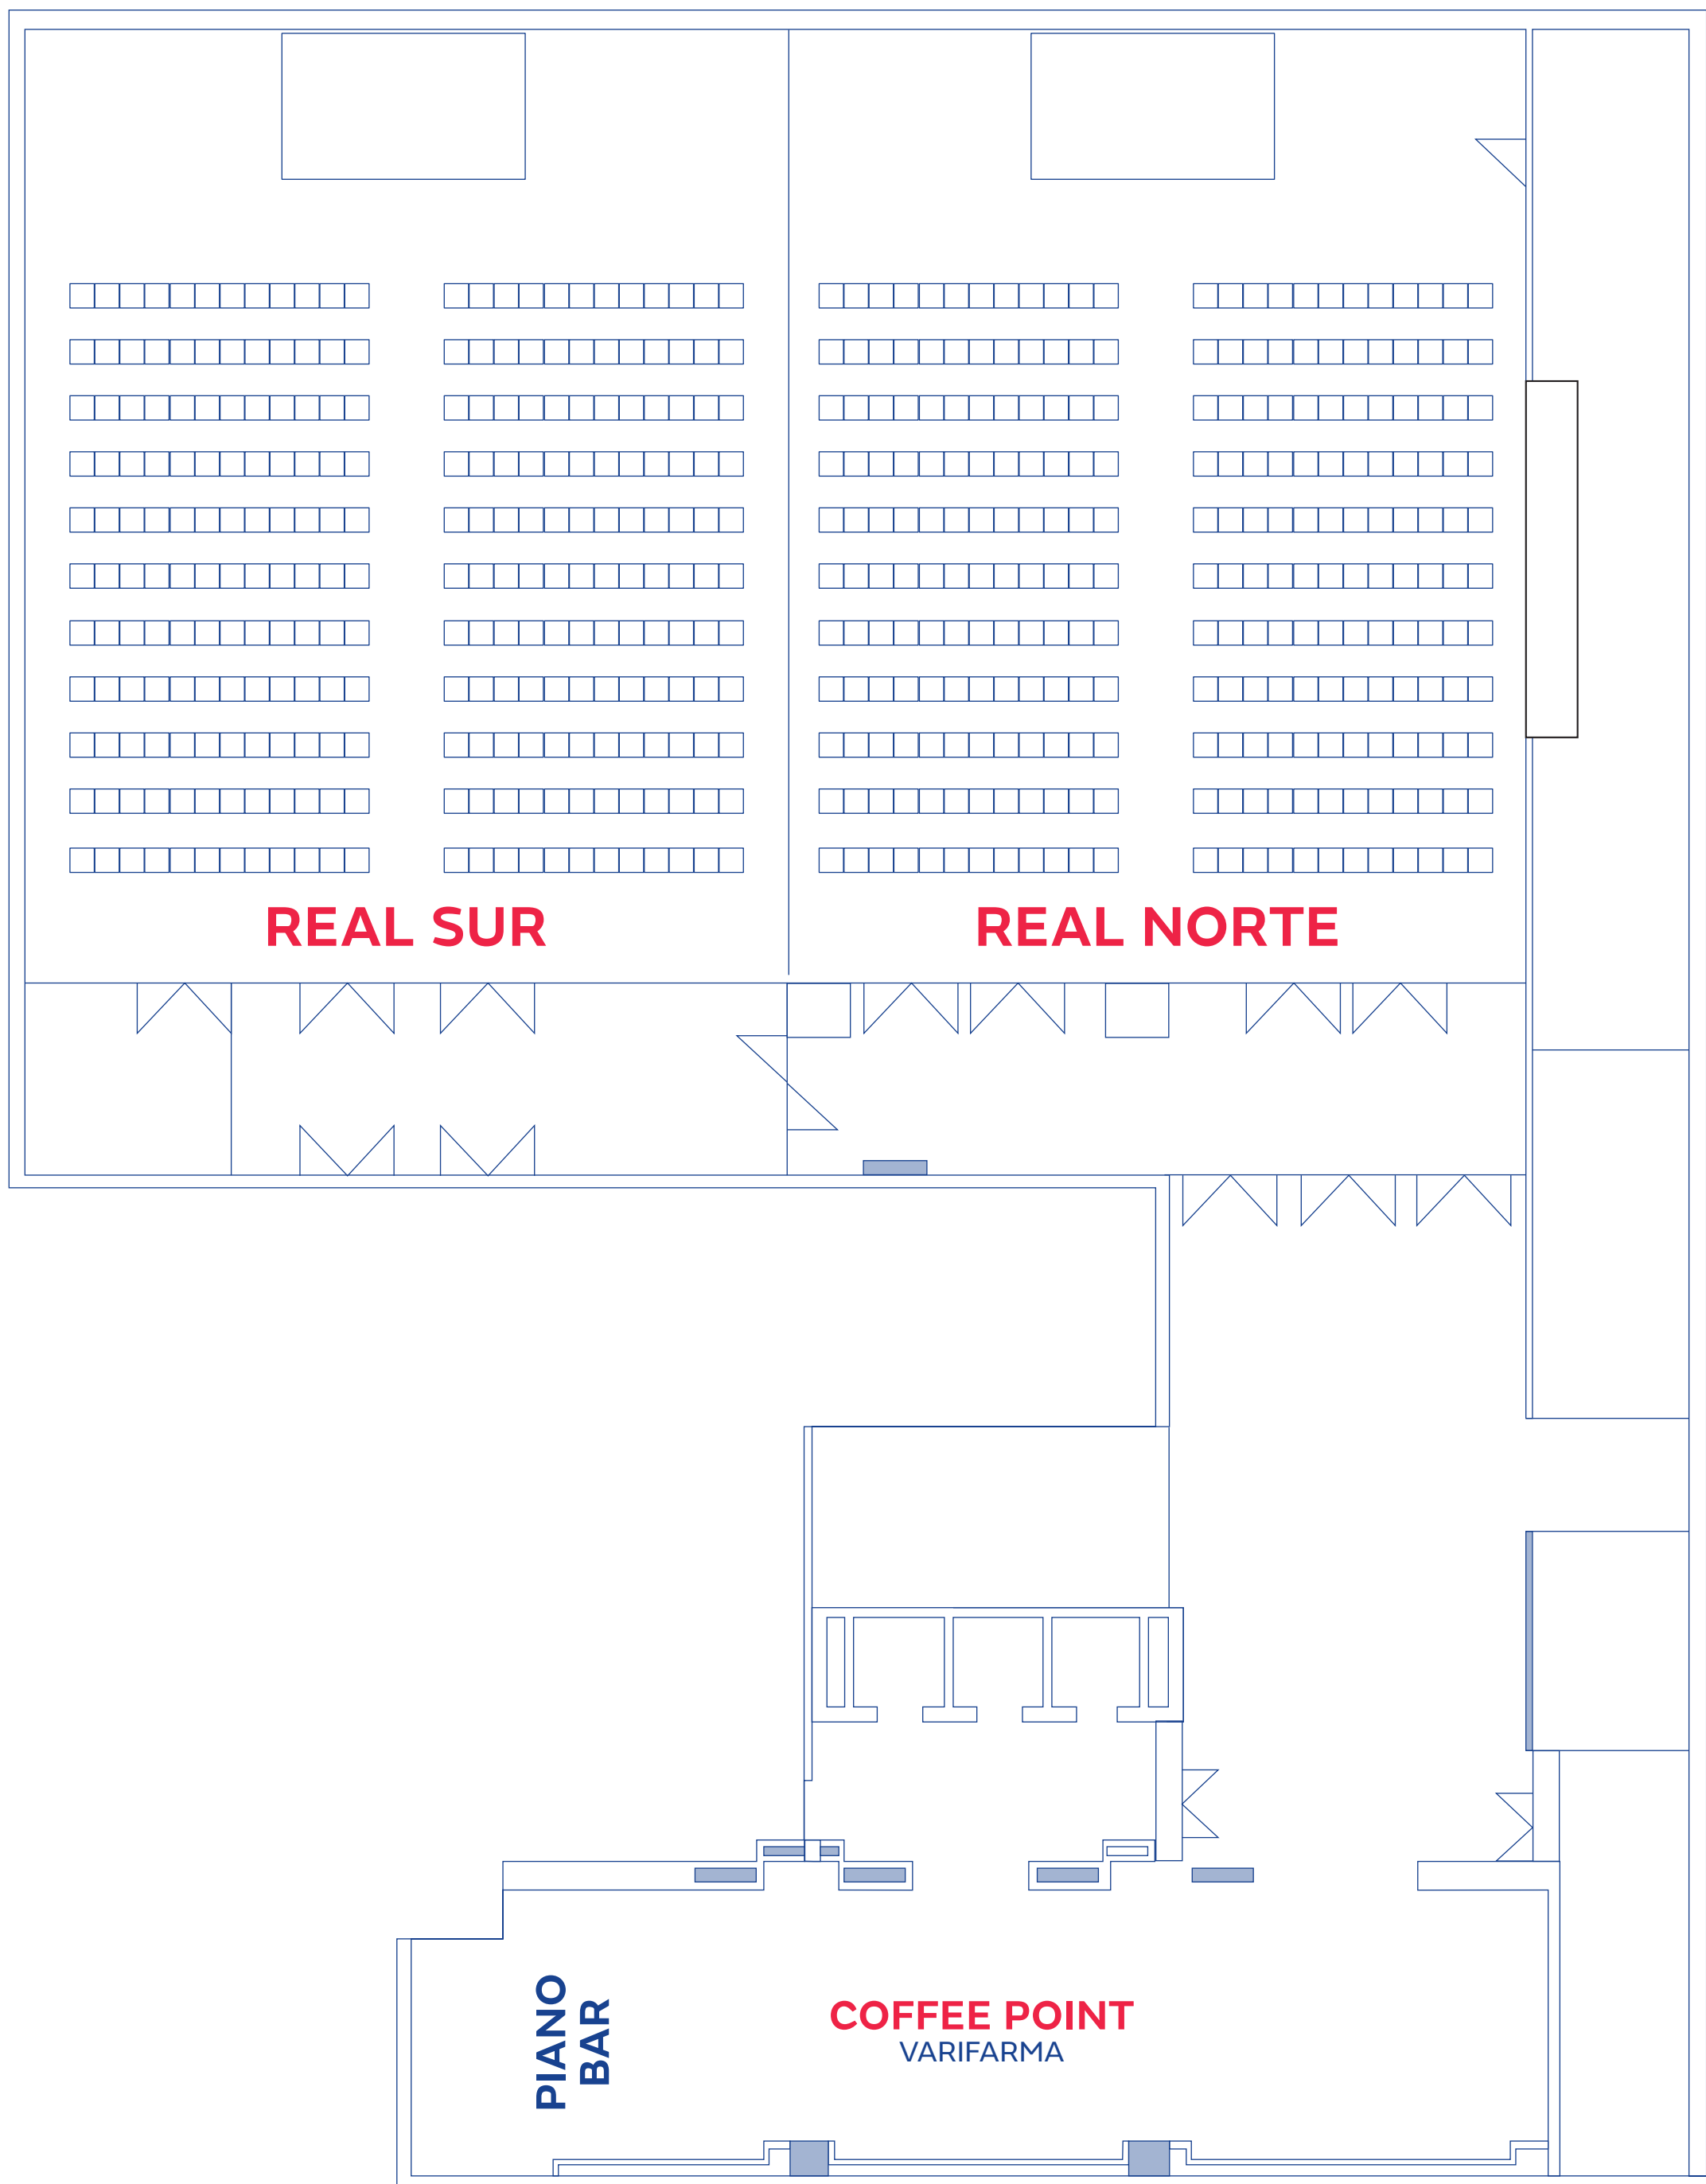 REAL SUR
REAL NORTE
PIANO
BAR
COFFEE POINT
VARIFARMA